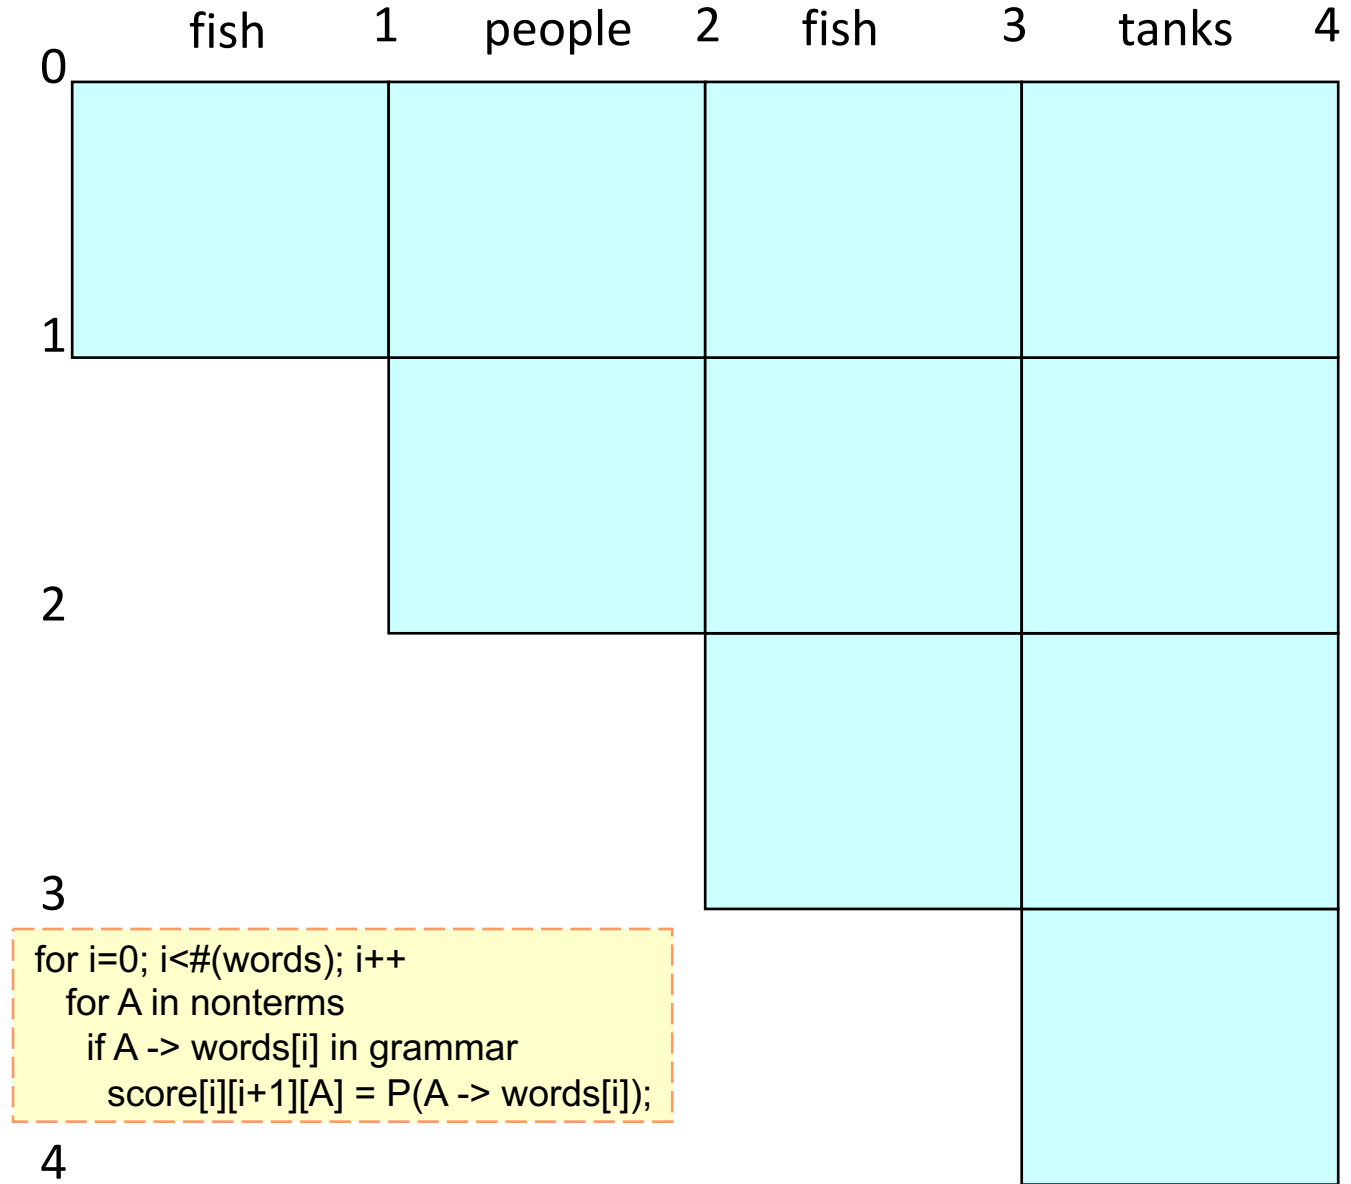 fish 1 people 2 fish 3 tanks 4
0
1
2
3
for i=0; i<#(words); i++
for A in nonterms
if A -> words[i] in grammar
score[i][i+1][A] = P(A -> words[i]);
4